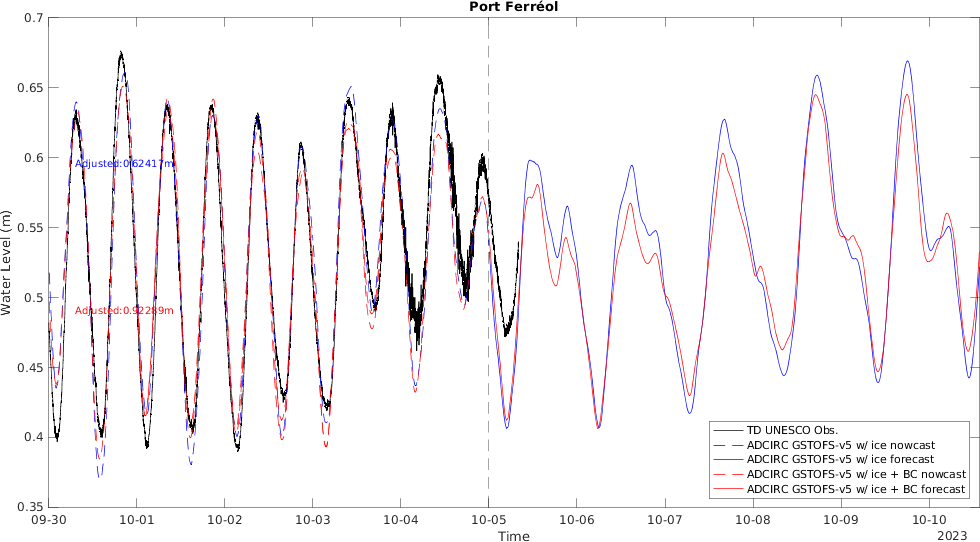 Port Ferréol
0.7
0.65
0.6
0.55
0.5
0.45
0.4
0.35
Water Level (m)
Adjusted:0.62417m
Adjusted:0.92289m
TD UNESCO Obs.
ADCIRC GSTOFS-v5 w/ ice nowcast
ADCIRC GSTOFS-v5 w/ ice forecast
ADCIRC GSTOFS-v5 w/ ice + BC nowcast
ADCIRC GSTOFS-v5 w/ ice + BC forecast
09-30 10-01 10-02 10-03 10-04 10-05 10-06 10-07 10-08 10-09 10-10
Time
2023